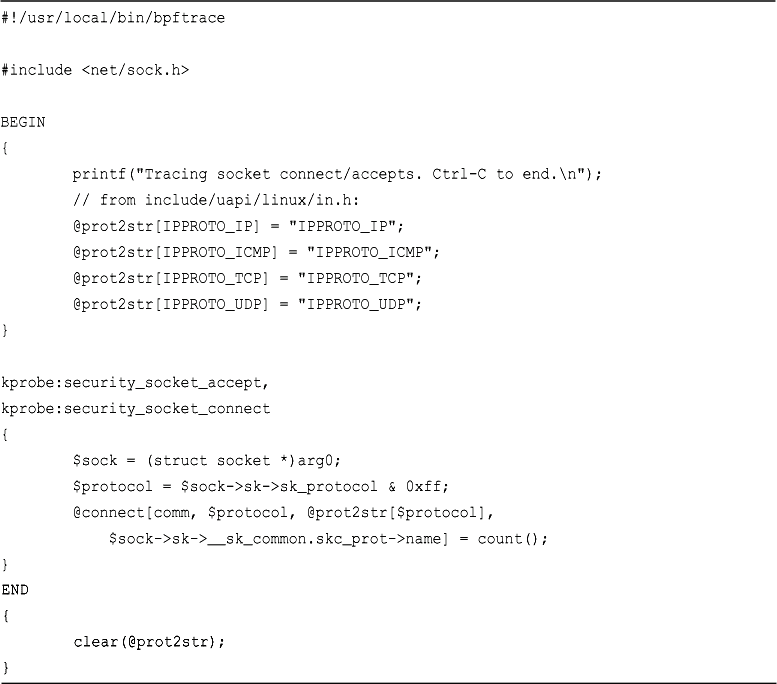 #!/usr/local/bin/bpftrace
#include <net/sock.h>
BEGIN
{
printf("Tracing socket connect/accepts. Ctrl-C to end.\n");
// from include/uapi/linux/in.h:
@prot2str[IPPROTO_IP] = "IPPROTO_IP";
@prot2str[IPPROTO_ICMP] = "IPPROTO_ICMP";
@prot2str[IPPROTO_TCP] = "IPPROTO_TCP";
@prot2str[IPPROTO_UDP] = "IPPROTO_UDP";
}
kprobe:security_socket_accept,
kprobe:security_socket_connect
{
$sock = (struct socket *)arg0;
$protocol = $sock->sk->sk_protocol & 0xff;
@connect[comm, $protocol, @prot2str[$protocol],
$sock->sk->__sk_common.skc_prot->name] = count();
}
END
{
clear(@prot2str);
}